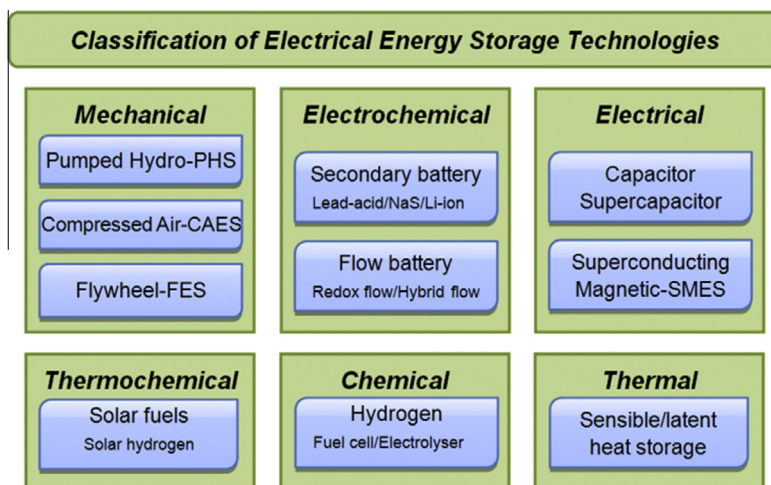 Classification of Electrical Energy Storage Technologies
Mechanical
Pumped Hydro-PHS
Compressed Air-CAES
Flywheel-FES
Electrochemical
Secondary battery
Lead-acid/NaS/Li-ion
Flow battery
Redox flow/Hybrid flow
Electrical
Capacitor
Supercapacitor
Superconducting
Magnetic-SMES
Thermochemical
Solar fuels
Solar hydrogen
Chemical
Hydrogen
Fuel cell/Electrolyser
Thermal
Sensible/latent
heat storage